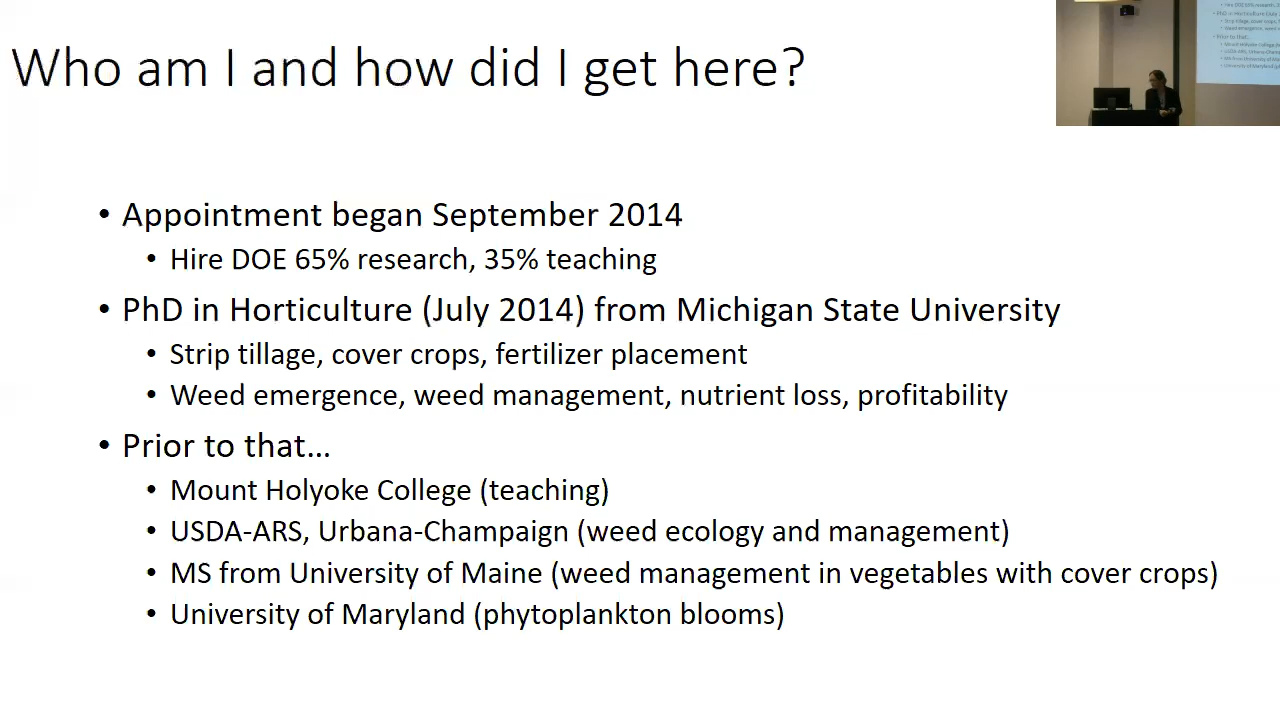 Who am I and how did I get here?
• Appointment began September 2014
• Hire DOE 65% research, 35% teaching
• PhD in Horticulture (July 2014) from Michigan State University
• Strip tillage, cover crops, fertilizer placement
• Weed emergence, weed management, nutrient loss, profitability
• Prior to that…
• Mount Holyoke College (teaching)
• USDA-ARS, Urbana-Champaign (weed ecology and management)
• MS from University of Maine (weed management in vegetables with cover crops)
• University of Maryland (phytoplankton blooms)